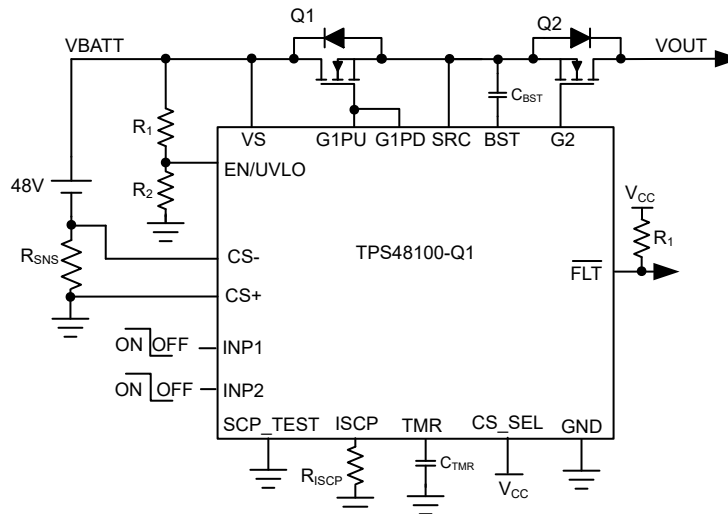 Q1
Q2
VBATT
VOUT
CBST
R1
VS
G1PU
G1PD
SRC
BST
G2
EN/UVLO
R2
48V
VCC
R1
TPS48100-Q1
RSNS
CS-
FLT
CS+
ON OFF
INP1
ON OFF
INP2
SCP_TEST
ISCP
TMR
CS_SEL
GND
RISCP
CTMR
VCC